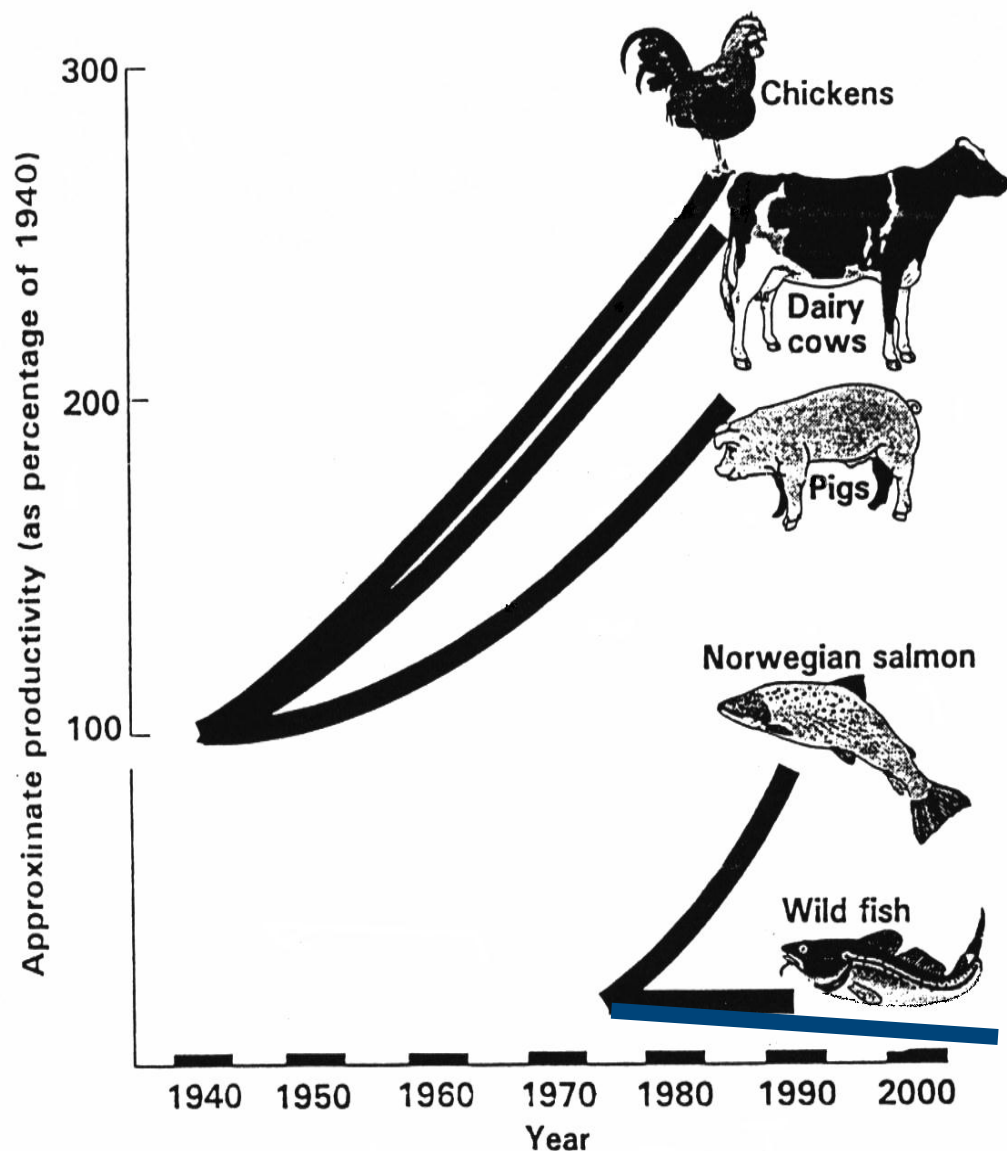 Approximate productivity (as percentage of 1940)
300
200
100
Chickens
Dairy
cows
Pigs
Norwegian salmon
Wild fish
1940 1950 1960 1970 1980 1990 2000
Year